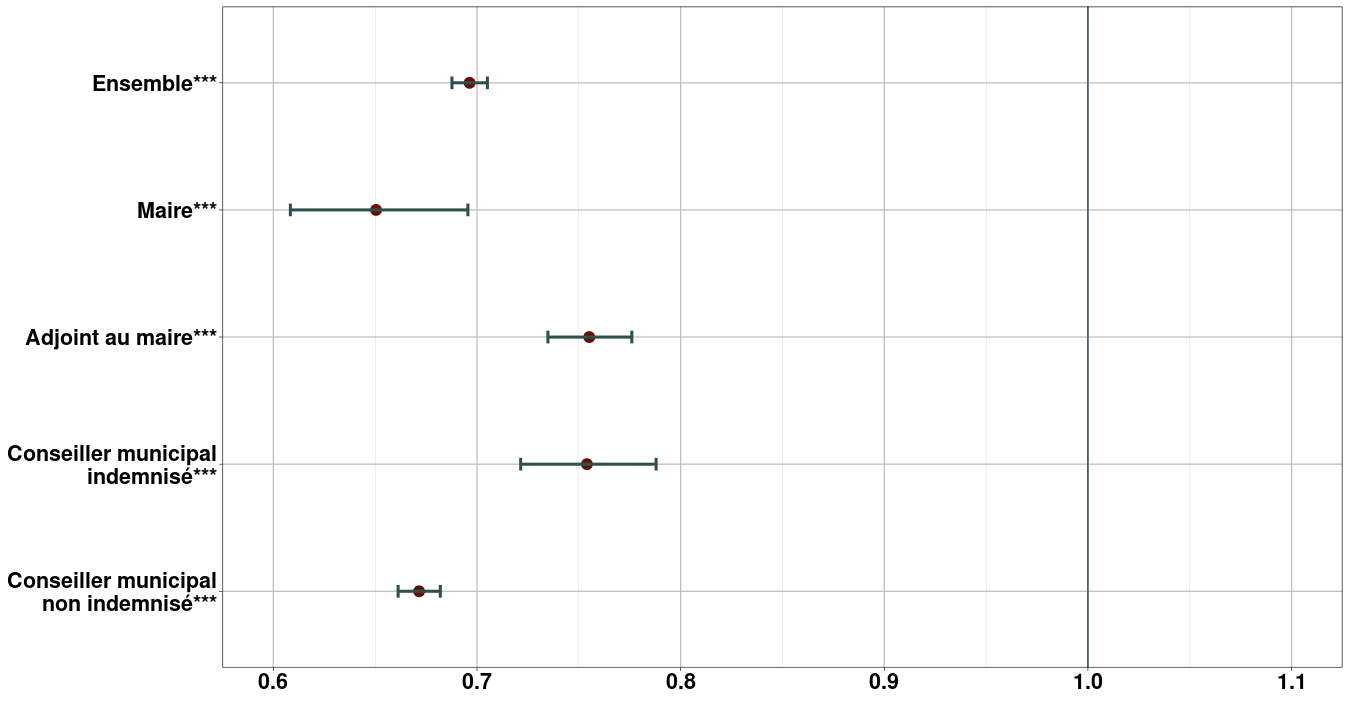 Ensemble***
Maire***
Adjoint au maire***
Conseiller municipal
indemnisé***
Conseiller municipal
non indemnisé***
0.6 0.7 0.8 0.9 1.0 1.1